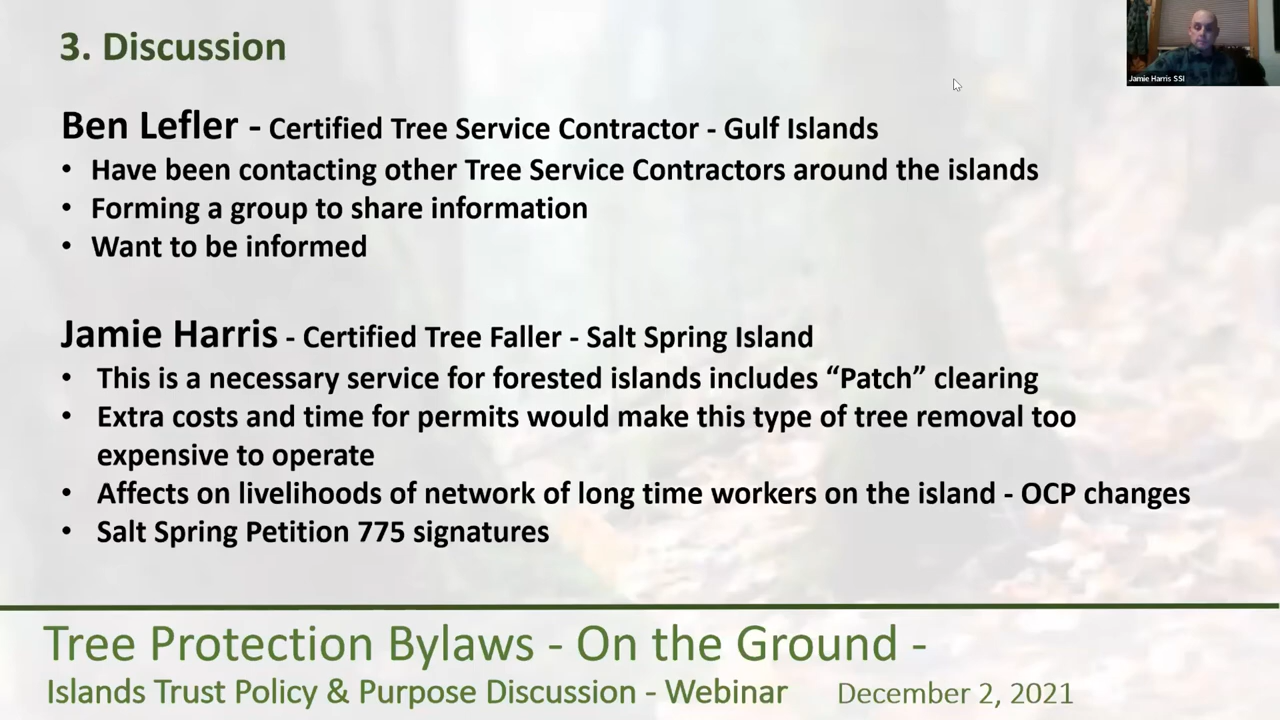 3. Discussion
Jamie Harris SSI
Ben Lefler - Certified Tree Service Contractor - Gulf Islands
• Have been contacting other Tree Service Contractors around the islands
• Forming a group to share information
• Want to be informed
Jamie Harris - Certified Tree Faller - Salt Spring Island
• This is a necessary service for forested islands includes “Patch” clearing
• Extra costs and time for permits would make this type of tree removal too
expensive to operate
• Affects on livelihoods of network of long time workers on the island - OCP changes
• Salt Spring Petition 775 signatures
Tree Protection Bylaws - On the Ground -
Islands Trust Policy & Purpose Discussion - Webinar December 2, 2021